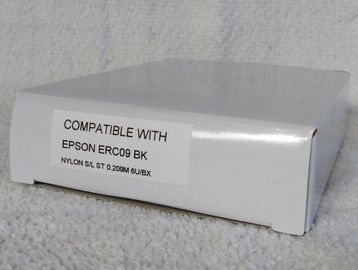 COMPATIBLE WITH
EPSON ERC09 BK
NYLON S/L ST 0.209M 6U/BX